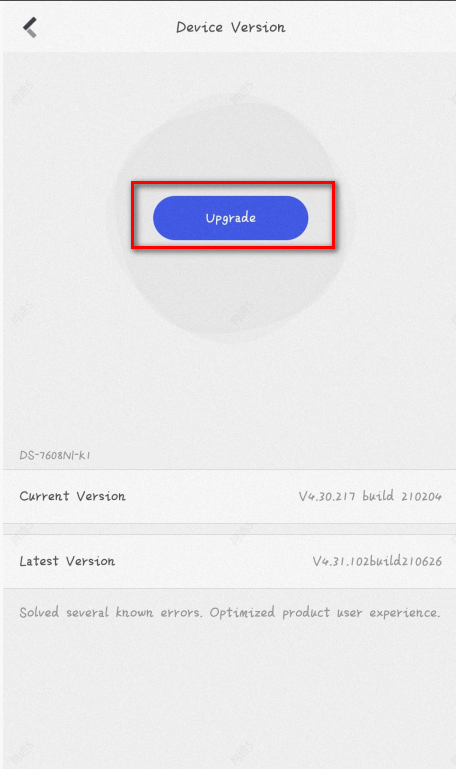 Device Version
Upgrade
DS-7608NI-K1
Current Version V4.30.217 build 210204
Latest Version V4.31.102build210626
Solved several known errors. Optimized product user experience.